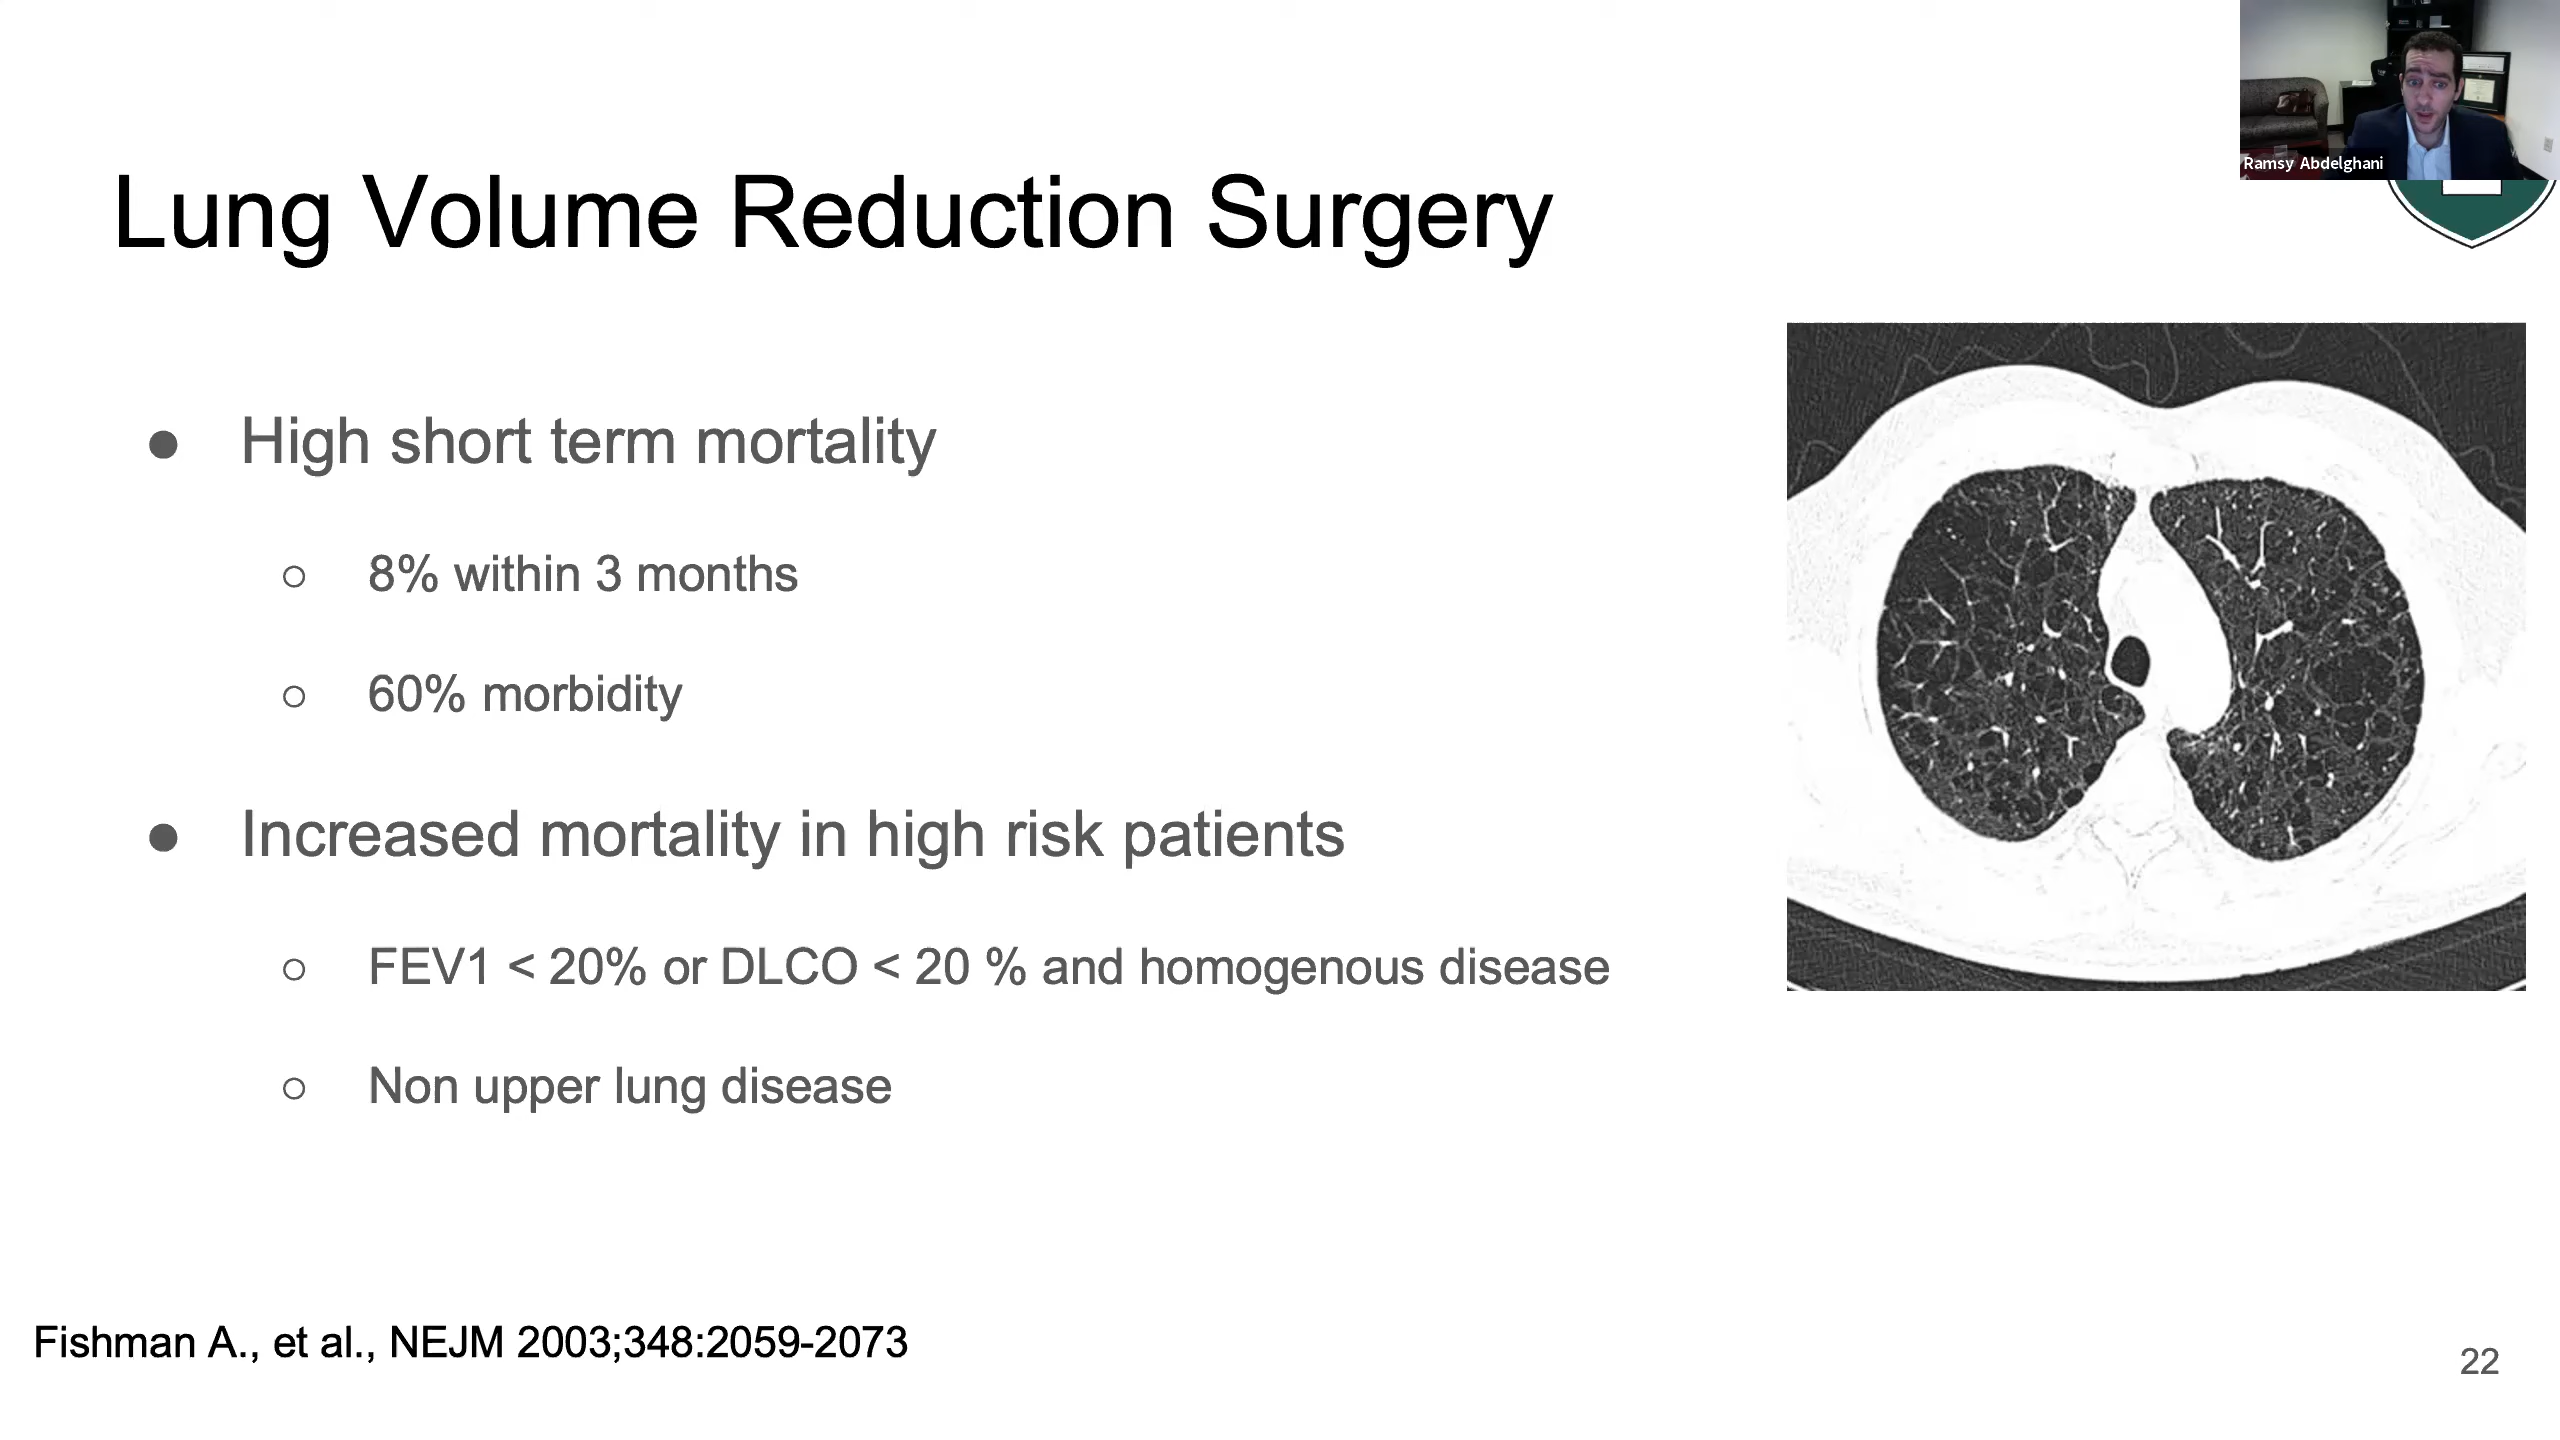 Ramsy Abdelghani
Lung Volume Reduction Surgery
● High short term mortality
○ 8% within 3 months
○ 60% morbidity
● Increased mortality in high risk patients
○ FEV1 < 20% or DLCO < 20 % and homogenous disease
○ Non upper lung disease
Fishman A., et al., NEJM 2003;348:2059-2073
22